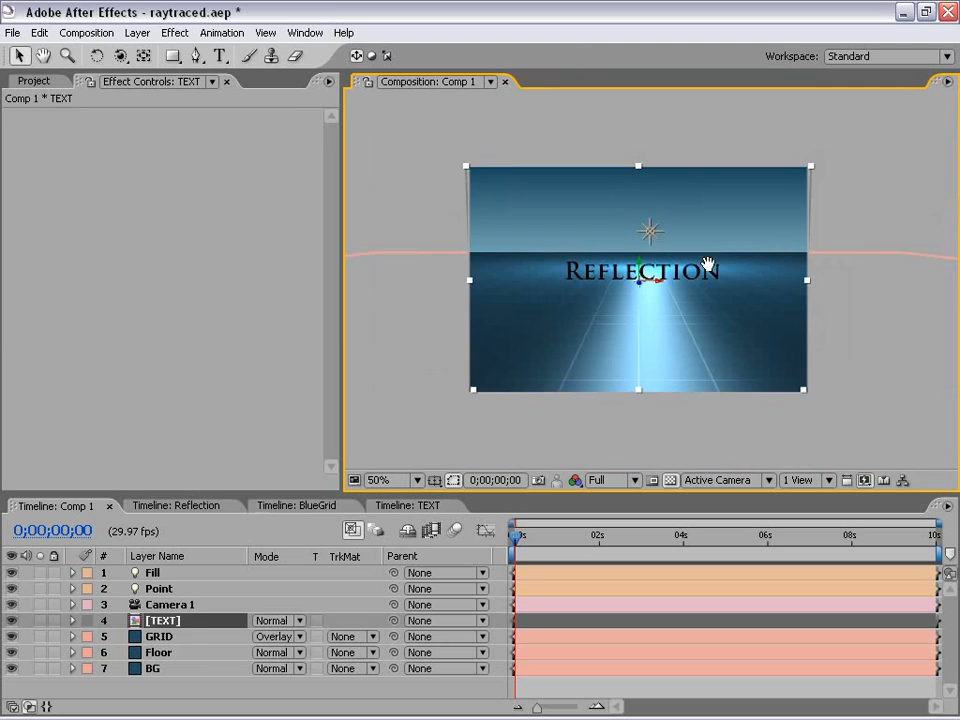 Adobe After Effects - raytraced.aep *
File Edit Composition Layer Effect Animation View Window Help
T
Workspace: Standard
Project Effect Controls: TEXT
Comp 1 * TEXT
Composition: Comp 1
REFLECTION
50% 0;00;00;00 Full Active Camera 1 View
Timeline: Comp 1 Timeline: Reflection Timeline: BlueGrid Timeline: TEXT
0;00;00;00 (29.97 fps)
0s 02s 04s 06s 08s 10s
# Layer Name Mode T TrkMat Parent
1 Fill None
2 Point None
3 Camera 1 None
4 [TEXT] Normal None
5 GRID Overlay None None
6 Floor Normal None None
7 BG Normal None None